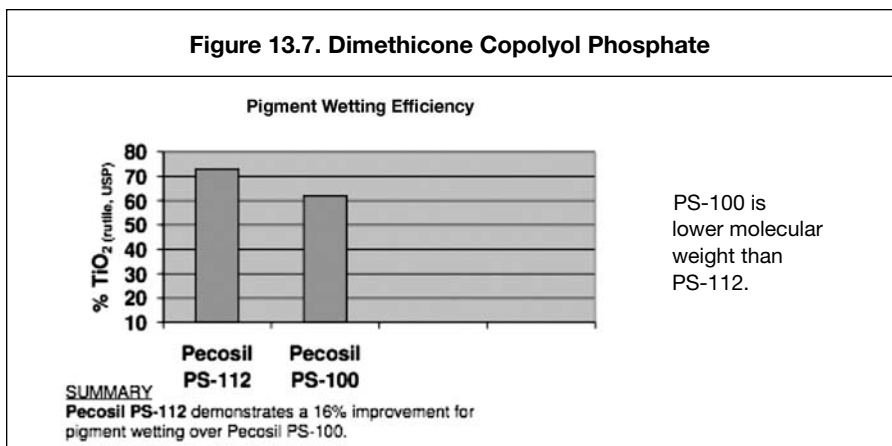 Figure 13.7. Dimethicone Copolyol Phosphate
Pigment Wetting Efficiency
% TiO2 (rutile, USP)
80
70
60
50
40
30
20
10
Pecosil
PS-112
Pecosil
PS-100
PS-100 is
lower molecular
weight than
PS-112.
SUMMARY
Pecosil PS-112 demonstrates a 16% improvement for
pigment wetting over Pecosil PS-100.